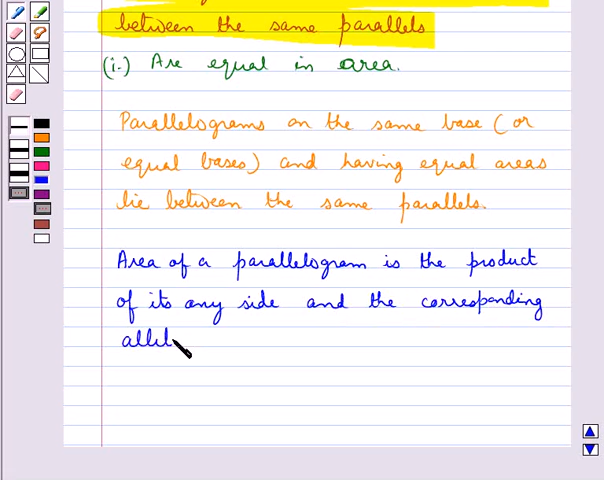 between the same parallels
(i.) Are equal in area.
Parallelograms on the same base (or
equal bases) and having equal areas
lie between the same parallels.
Area of a parallelogram is the product
of its any side and the corresponding
altit